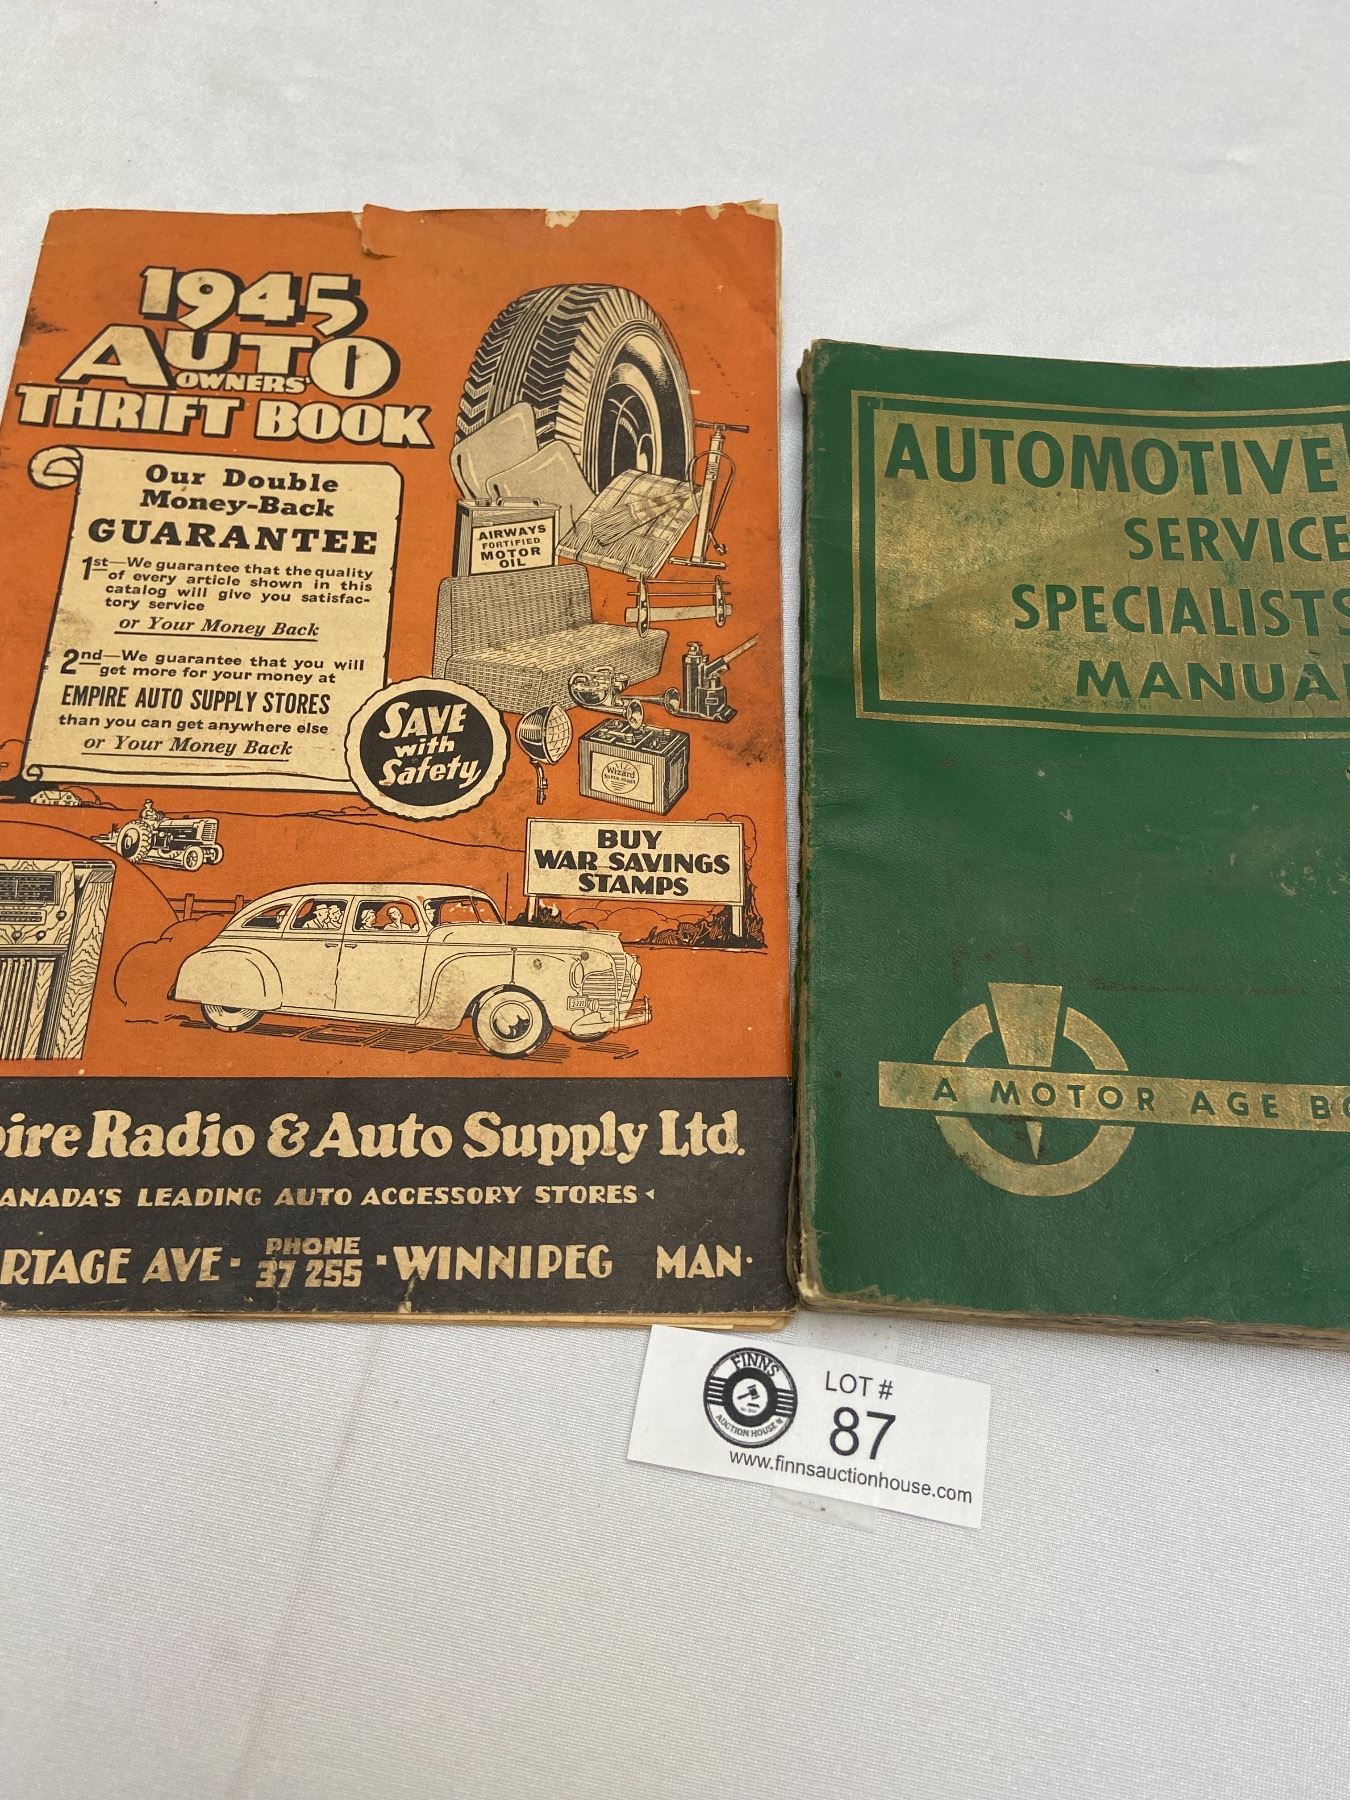 1945
AUTO
OWNERS'
THRIFT BOOK
Our Double
Money-Back
GUARANTEE
1st—We guarantee that the quality
of every article shown in this
catalog will give you satisfac-
tory service
or Your Money Back
2nd—We guarantee that you will
get more for your money at
EMPIRE AUTO SUPPLY STORES
than you can get anywhere else
or Your Money Back
SAVE
with
Safety
AIRWAYS
FORTIFIED
MOTOR
OIL
Wizard
BUY
WAR SAVINGS
STAMPS
pire Radio & Auto Supply Ltd.
ANADA'S LEADING AUTO ACCESSORY STORES
RTAGE AVE · PHONE 37 255 · WINNIPEG MAN·
AUTOMOTIVE
SERVICE
SPECIALISTS
MANUAL
A MOTOR AGE BO
FINNS
AUCTION HOUSE
LOT #
87
www.finnsauctionhouse.com